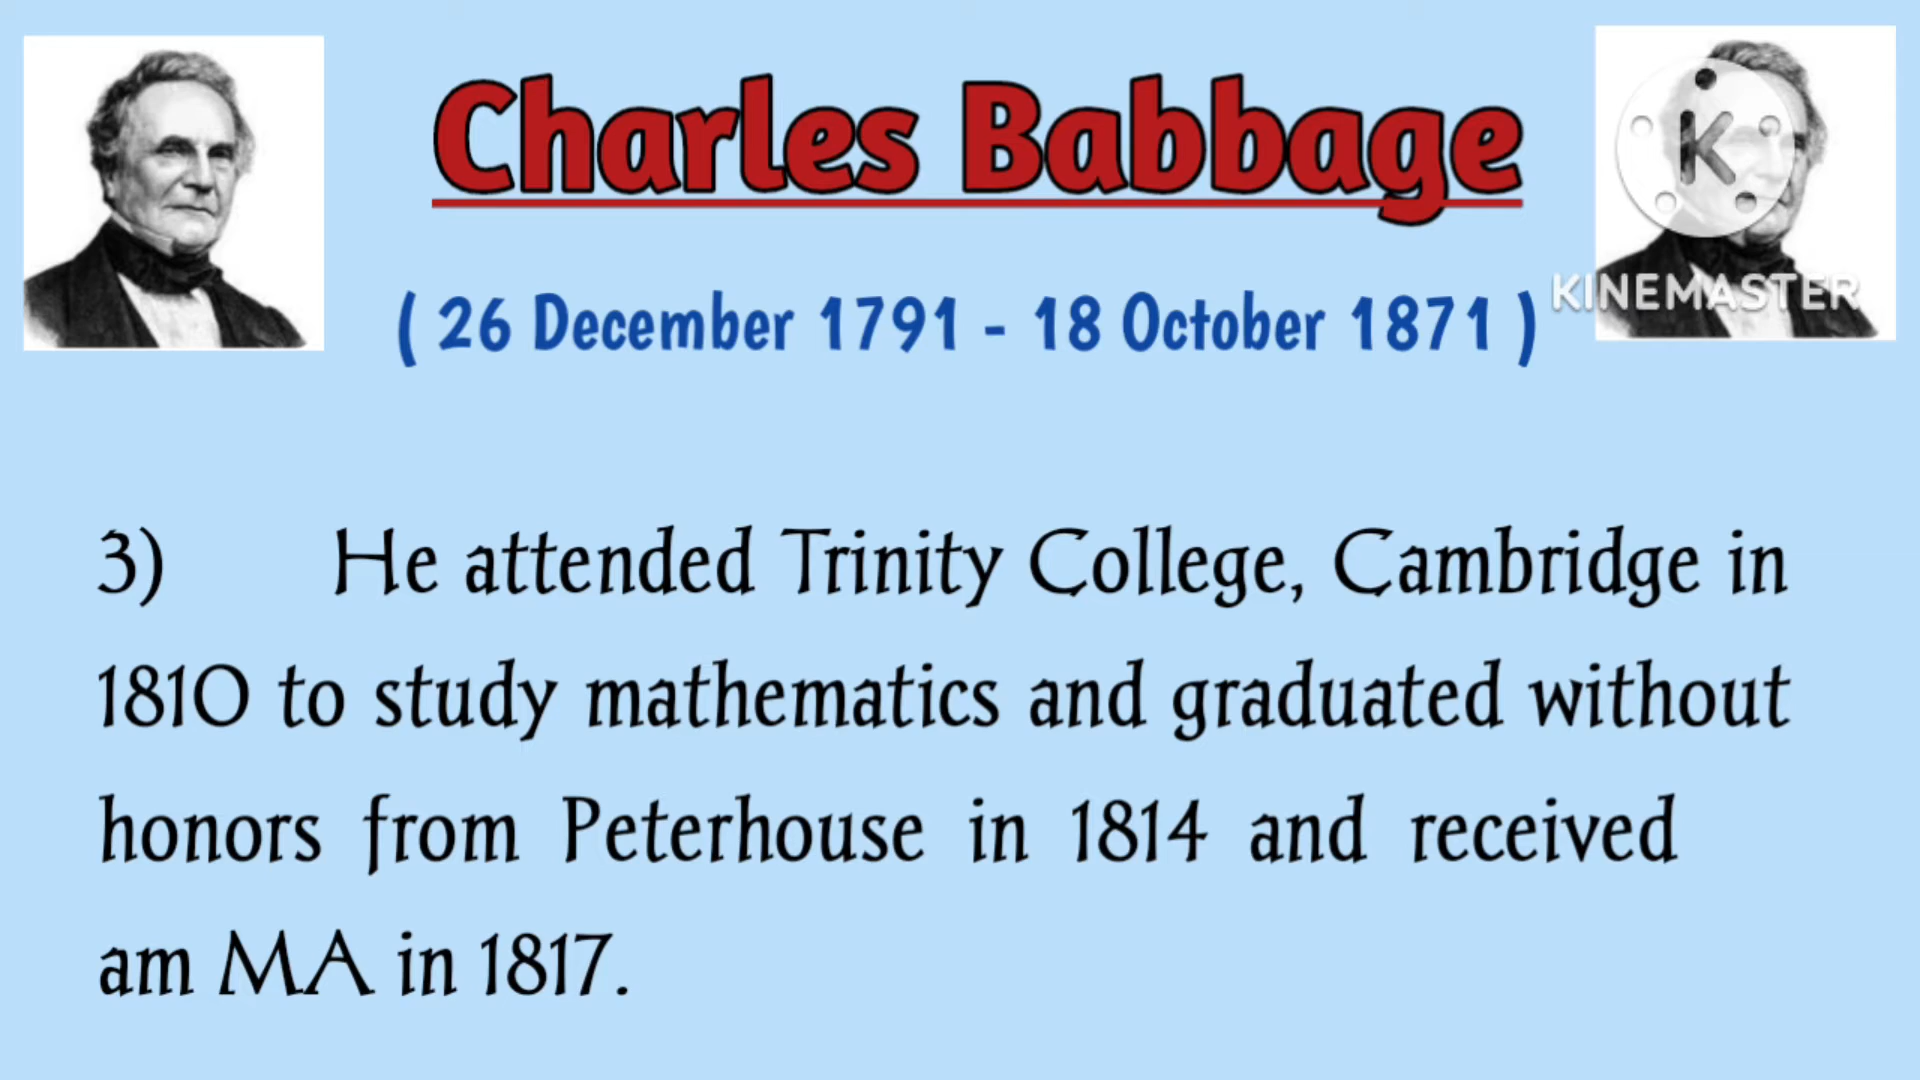 Charles Babbage
( 26 December 1791 - 18 October 1871 )
K
KINEMASTER
3) He attended Trinity College, Cambridge in
1810 to study mathematics and graduated without
honors from Peterhouse in 1814 and received
am MA in 1817.